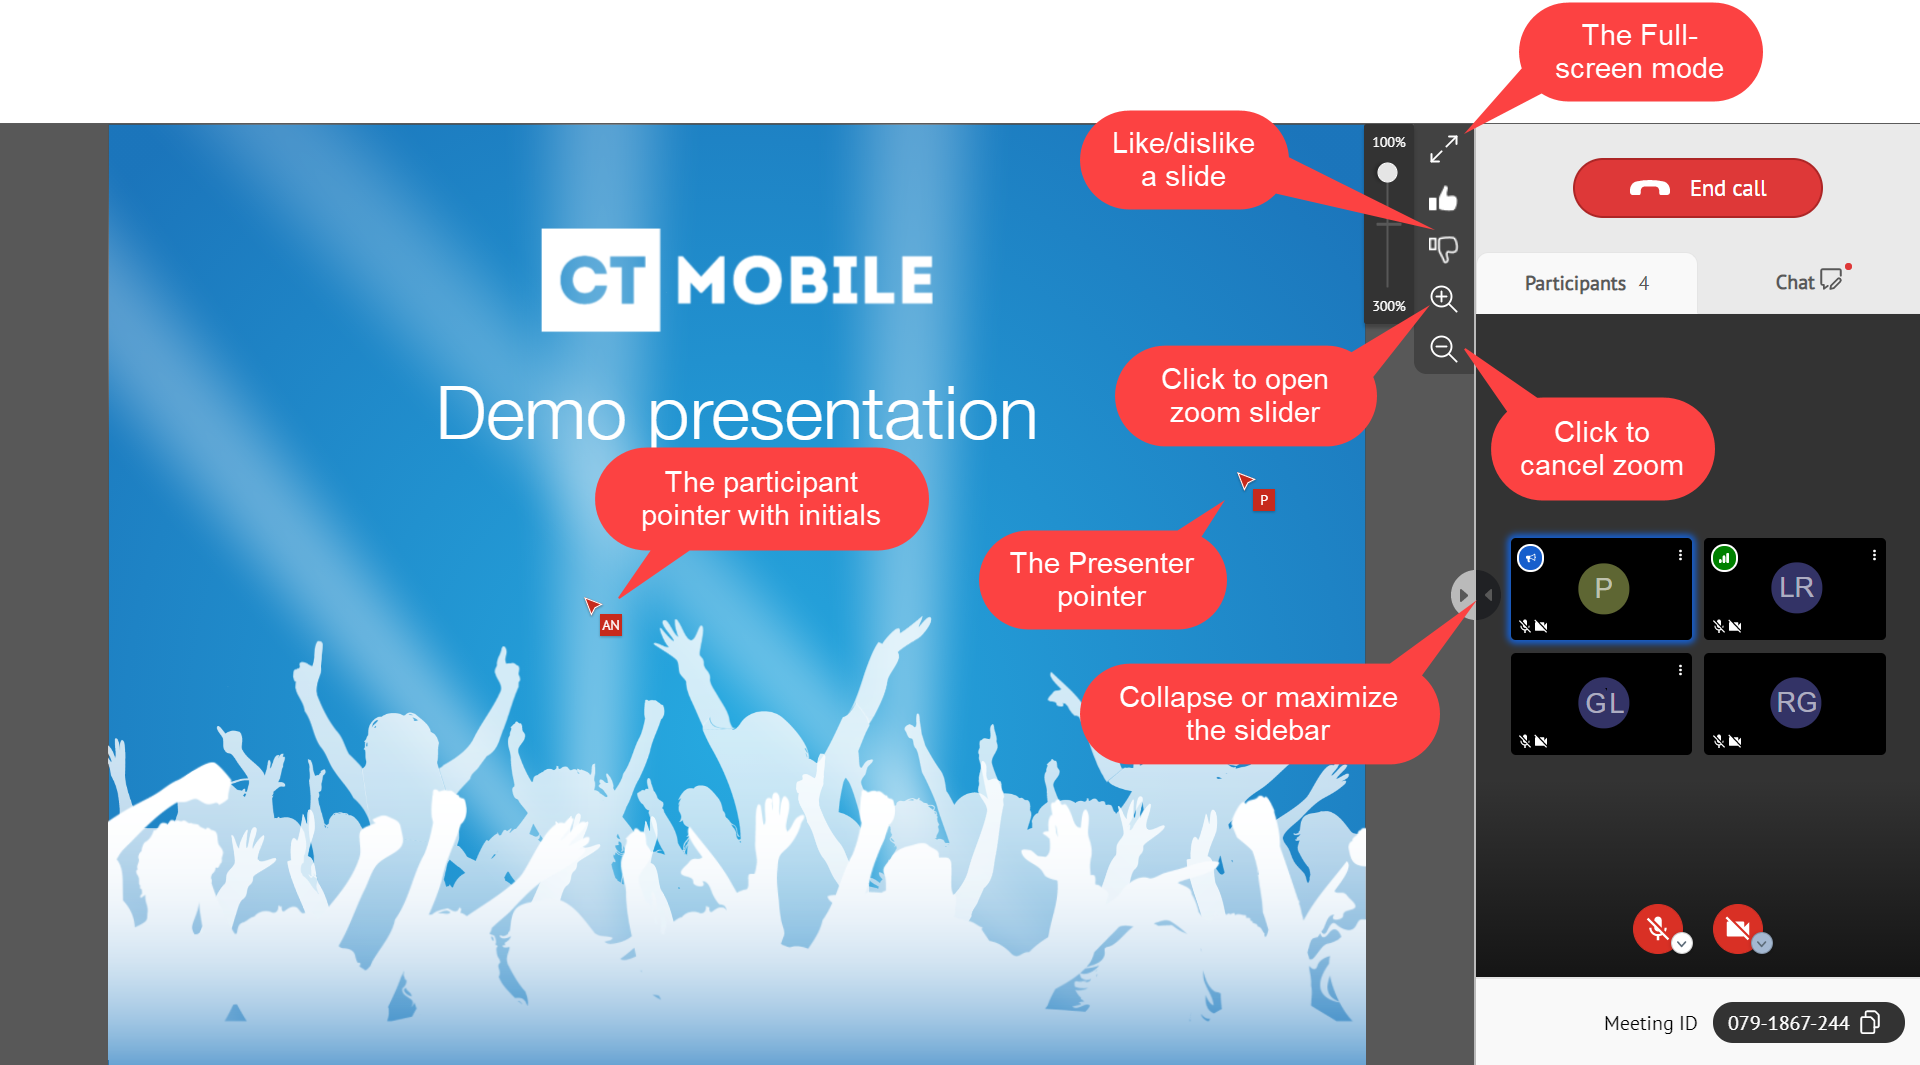 The Full-
screen mode
Like/dislike
a slide
100%
300%
End call
Participants 4
Chat
CT MOBILE
Demo presentation
Click to open
zoom slider
Click to
cancel zoom
The participant
pointer with initials
P
The Presenter
pointer
AN
Collapse or maximize
the sidebar
P
LR
GL
RG
Meeting ID 079-1867-244